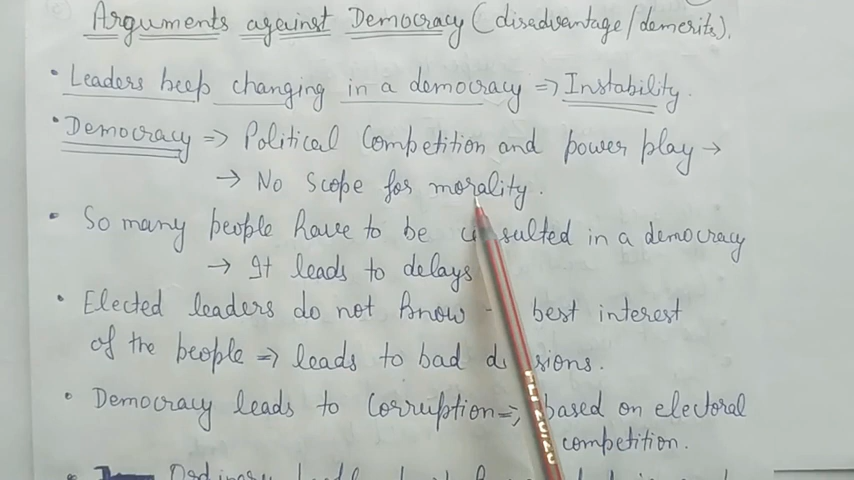 Arguments against Democracy (disadvantage/demerits).
• Leaders keep changing in a democracy => Instability.
• Democracy => Political Competition and power play →
→ No Scope for morality.
• So many people have to be sulted in a democracy
→ It leads to delays
• Elected leaders do not know best interest
of the people => leads to bad d sions.
• Democracy leads to Corruption =>, based on electoral
competition.